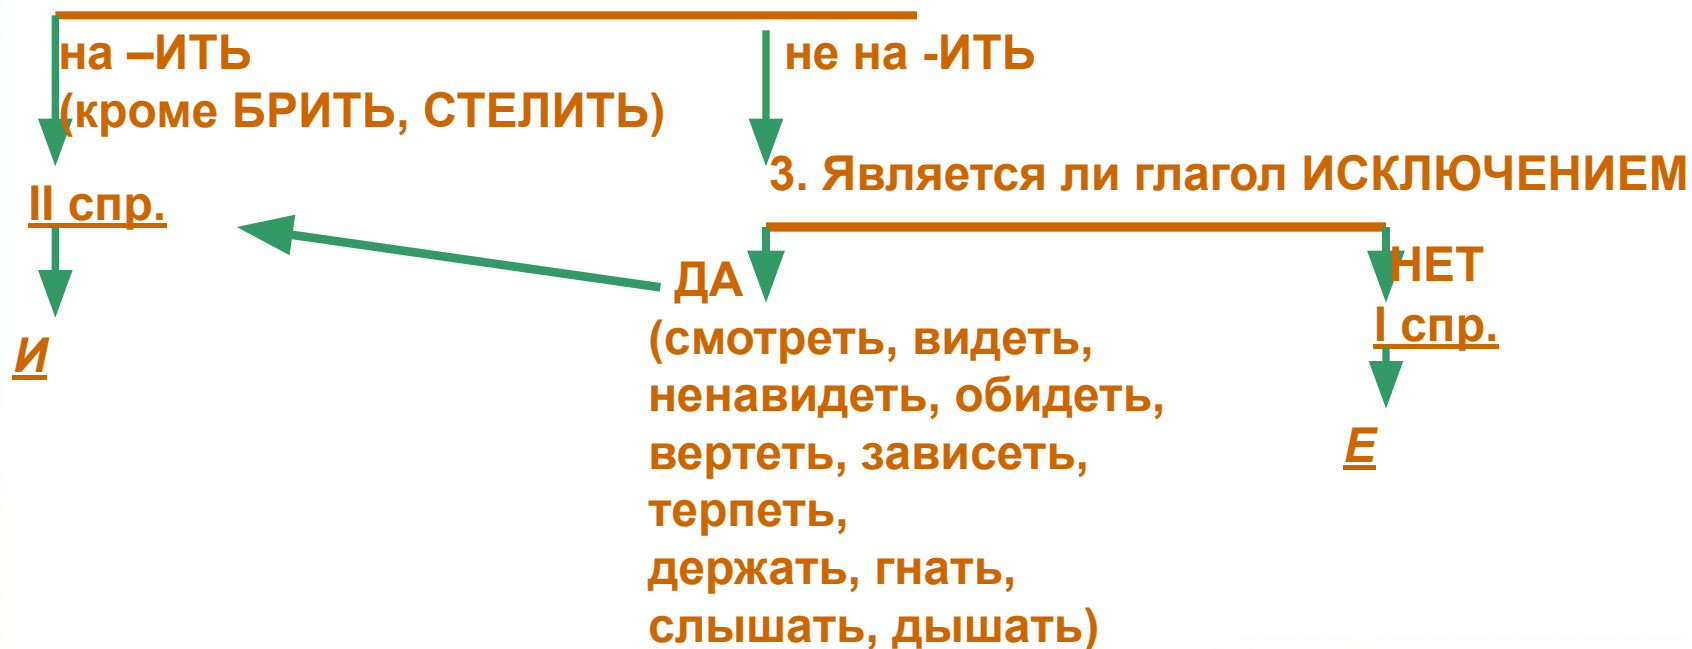 на –ИТЬ
(кроме БРИТЬ, СТЕЛИТЬ)
II спр.
И
не на -ИТЬ
3. Является ли глагол ИСКЛЮЧЕНИЕМ
ДА
(смотреть, видеть,
ненавидеть, обидеть,
вертеть, зависеть,
терпеть,
держать, гнать,
слышать, дышать)
НЕТ
I спр.
Е